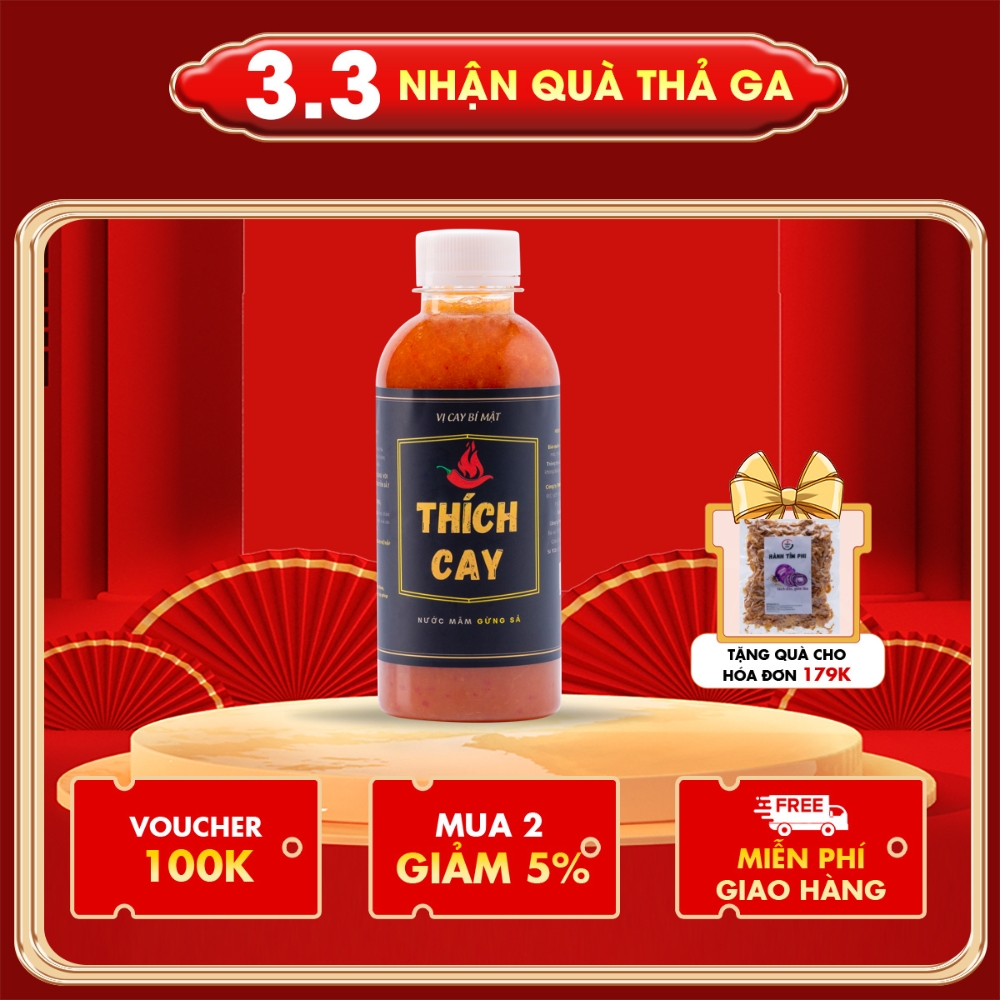 3.3 NHẬN QUÀ THẢ GA
VỊ CAY BÍ MẬT
THÍCH
CAY
NƯỚC MẮM GỪNG SẢ
HÀNH TÍM PHI
TẶNG QUÀ CHO
HÓA ĐƠN 179K
VOUCHER
100K
MUA 2
GIẢM 5%
FREE
MIỄN PHÍ
GIAO HÀNG